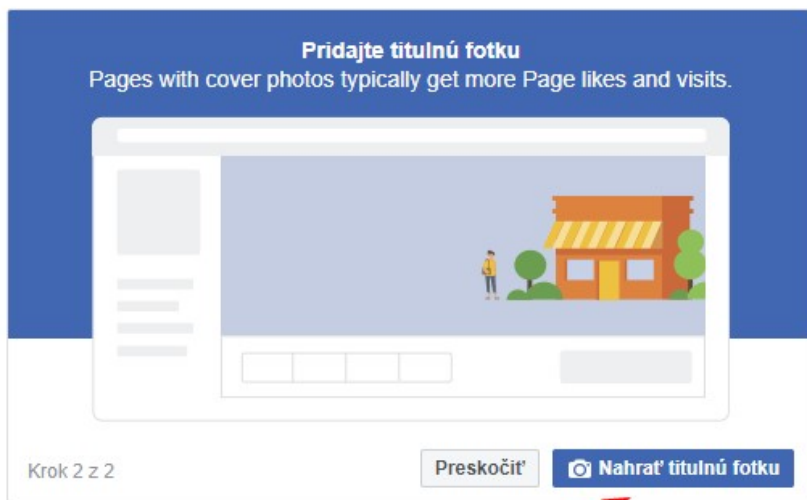 Pridajte titulnú fotku
Pages with cover photos typically get more Page likes and visits.
Krok 2 z 2
Preskočiť
Nahrať titulnú fotku